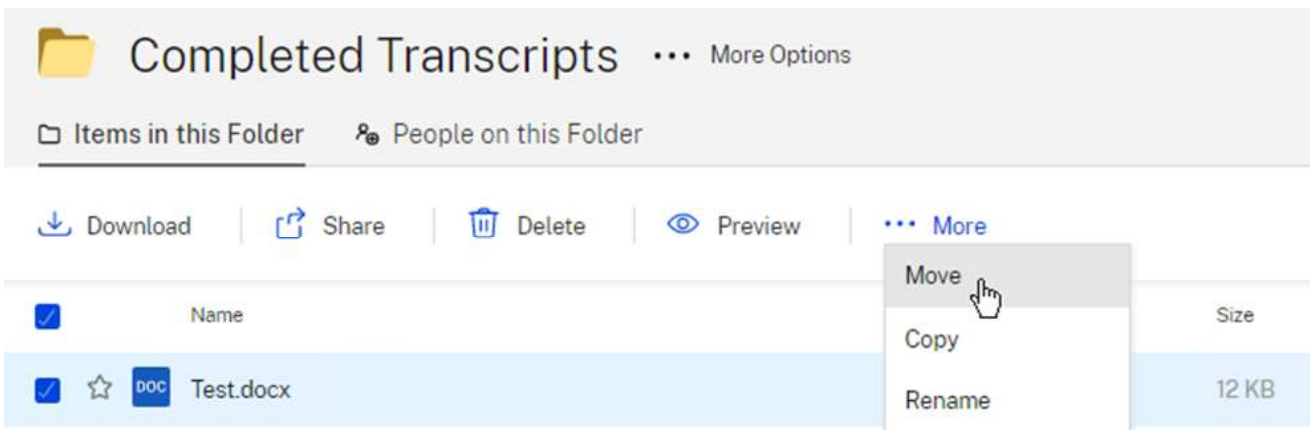 Completed Transcripts ••• More Options
Items in this Folder People on this Folder
Download Share Delete Preview ••• More
Move
Name Size
Copy
DOC Test.docx 12 KB
Rename